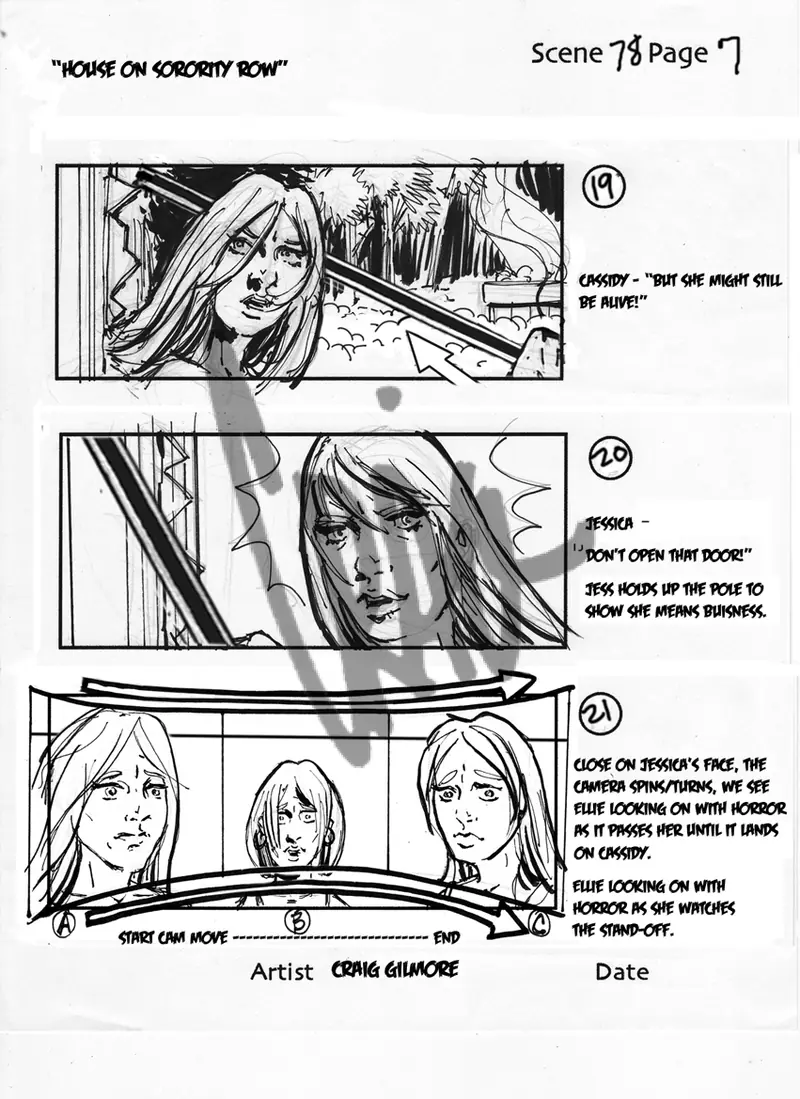 "HOUSE ON SORORITY ROW"
Scene 78 Page 7
19
CASSIDY - "BUT SHE MIGHT STILL
BE ALIVE!"
20
JESSICA -
"DON'T OPEN THAT DOOR!"
JESS HOLDS UP THE POLE TO
SHOW SHE MEANS BUISNESS.
21
CLOSE ON JESSICA'S FACE, THE
CAMERA SPINS/TURNS, WE SEE
ELLIE LOOKING ON WITH HORROR
AS IT PASSES HER UNTIL IT LANDS
ON CASSIDY.
ELLIE LOOKING ON WITH
HORROR AS SHE WATCHES
THE STAND-OFF.
A B C
START CAM MOVE ---------------------------- END
Artist CRAIG GILMORE Date